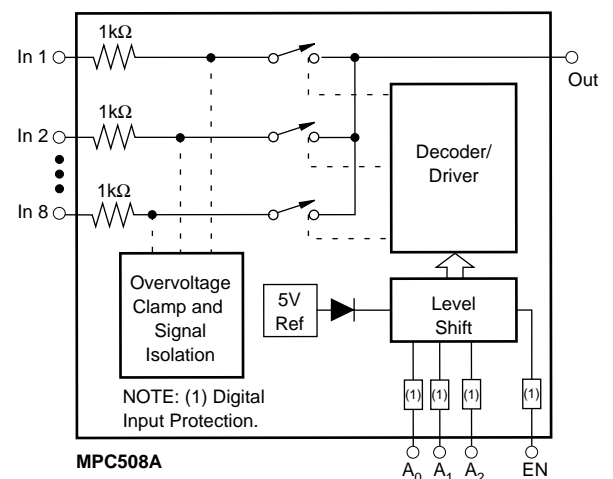 1kΩ
In 1
Out
1kΩ
In 2
Decoder/
Driver
1kΩ
In 8
Overvoltage
Clamp and
Signal
Isolation
5V
Ref
Level
Shift
(1)
(1)
(1)
(1)
NOTE: (1) Digital
Input Protection.
MPC508A
A0
A1
A2
EN